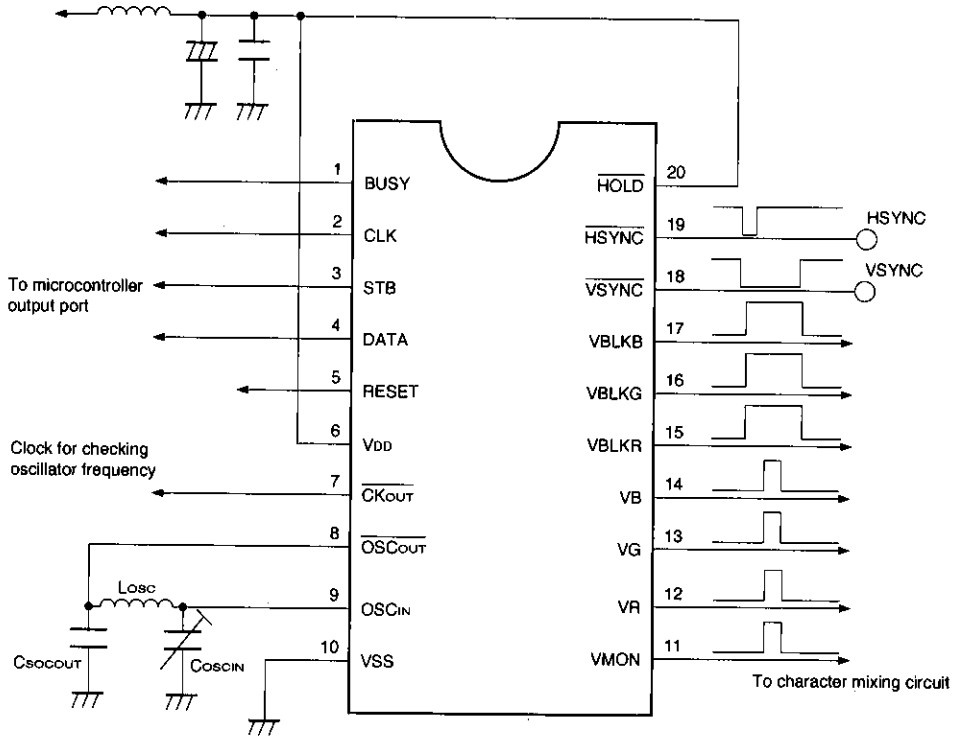 1
BUSY
2
CLK
3
STB
4
DATA
5
RESET
6
VDD
7
CKOUT
8
OSCOUT
9
OSCIN
10
VSS
To microcontroller
output port
Clock for checking
oscillator frequency
LOSC
CSOCOUT
COSCIN
20
HOLD
19
HSYNC
HSYNC
18
VSYNC
VSYNC
17
VBLKB
16
VBLKG
15
VBLKR
14
VB
13
VG
12
VR
11
VMON
To character mixing circuit